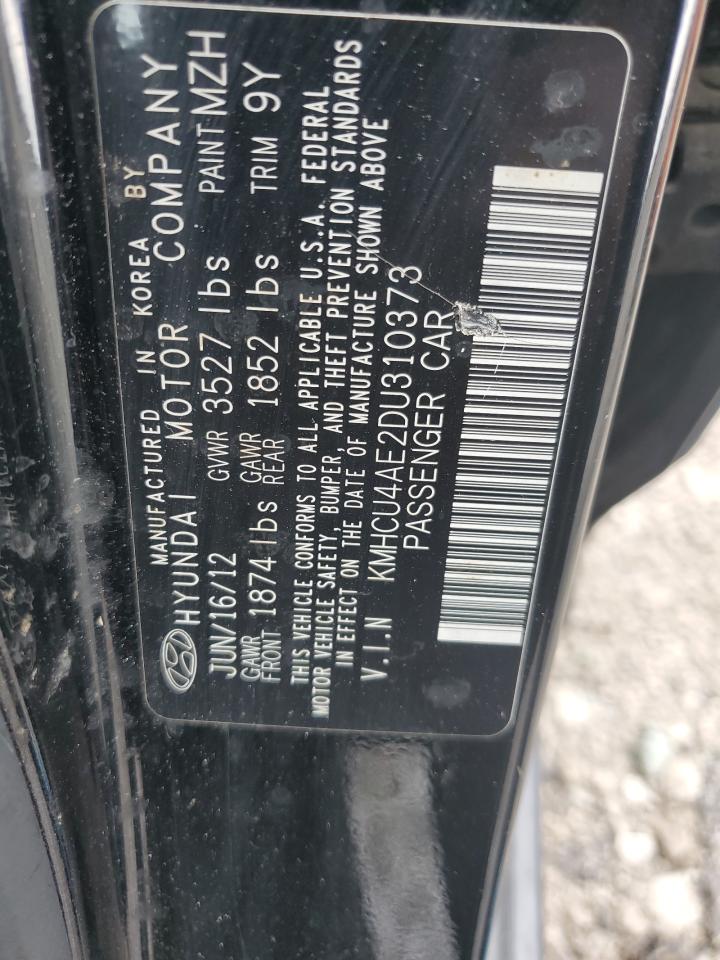 MANUFACTURED IN KOREA BY
HYUNDAI MOTOR COMPANY
JUN/16/12 GVWR 3527 lbs PAINT MZH
GAWR FRONT 1874 lbs GAWR REAR 1852 lbs TRIM 9Y
THIS VEHICLE CONFORMS TO ALL APPLICABLE U.S.A. FEDERAL
MOTOR VEHICLE SAFETY, BUMPER, AND THEFT PREVENTION STANDARDS
IN EFFECT ON THE DATE OF MANUFACTURE SHOWN ABOVE
V.I.N KMHCU4AE2DU310373
PASSENGER CAR